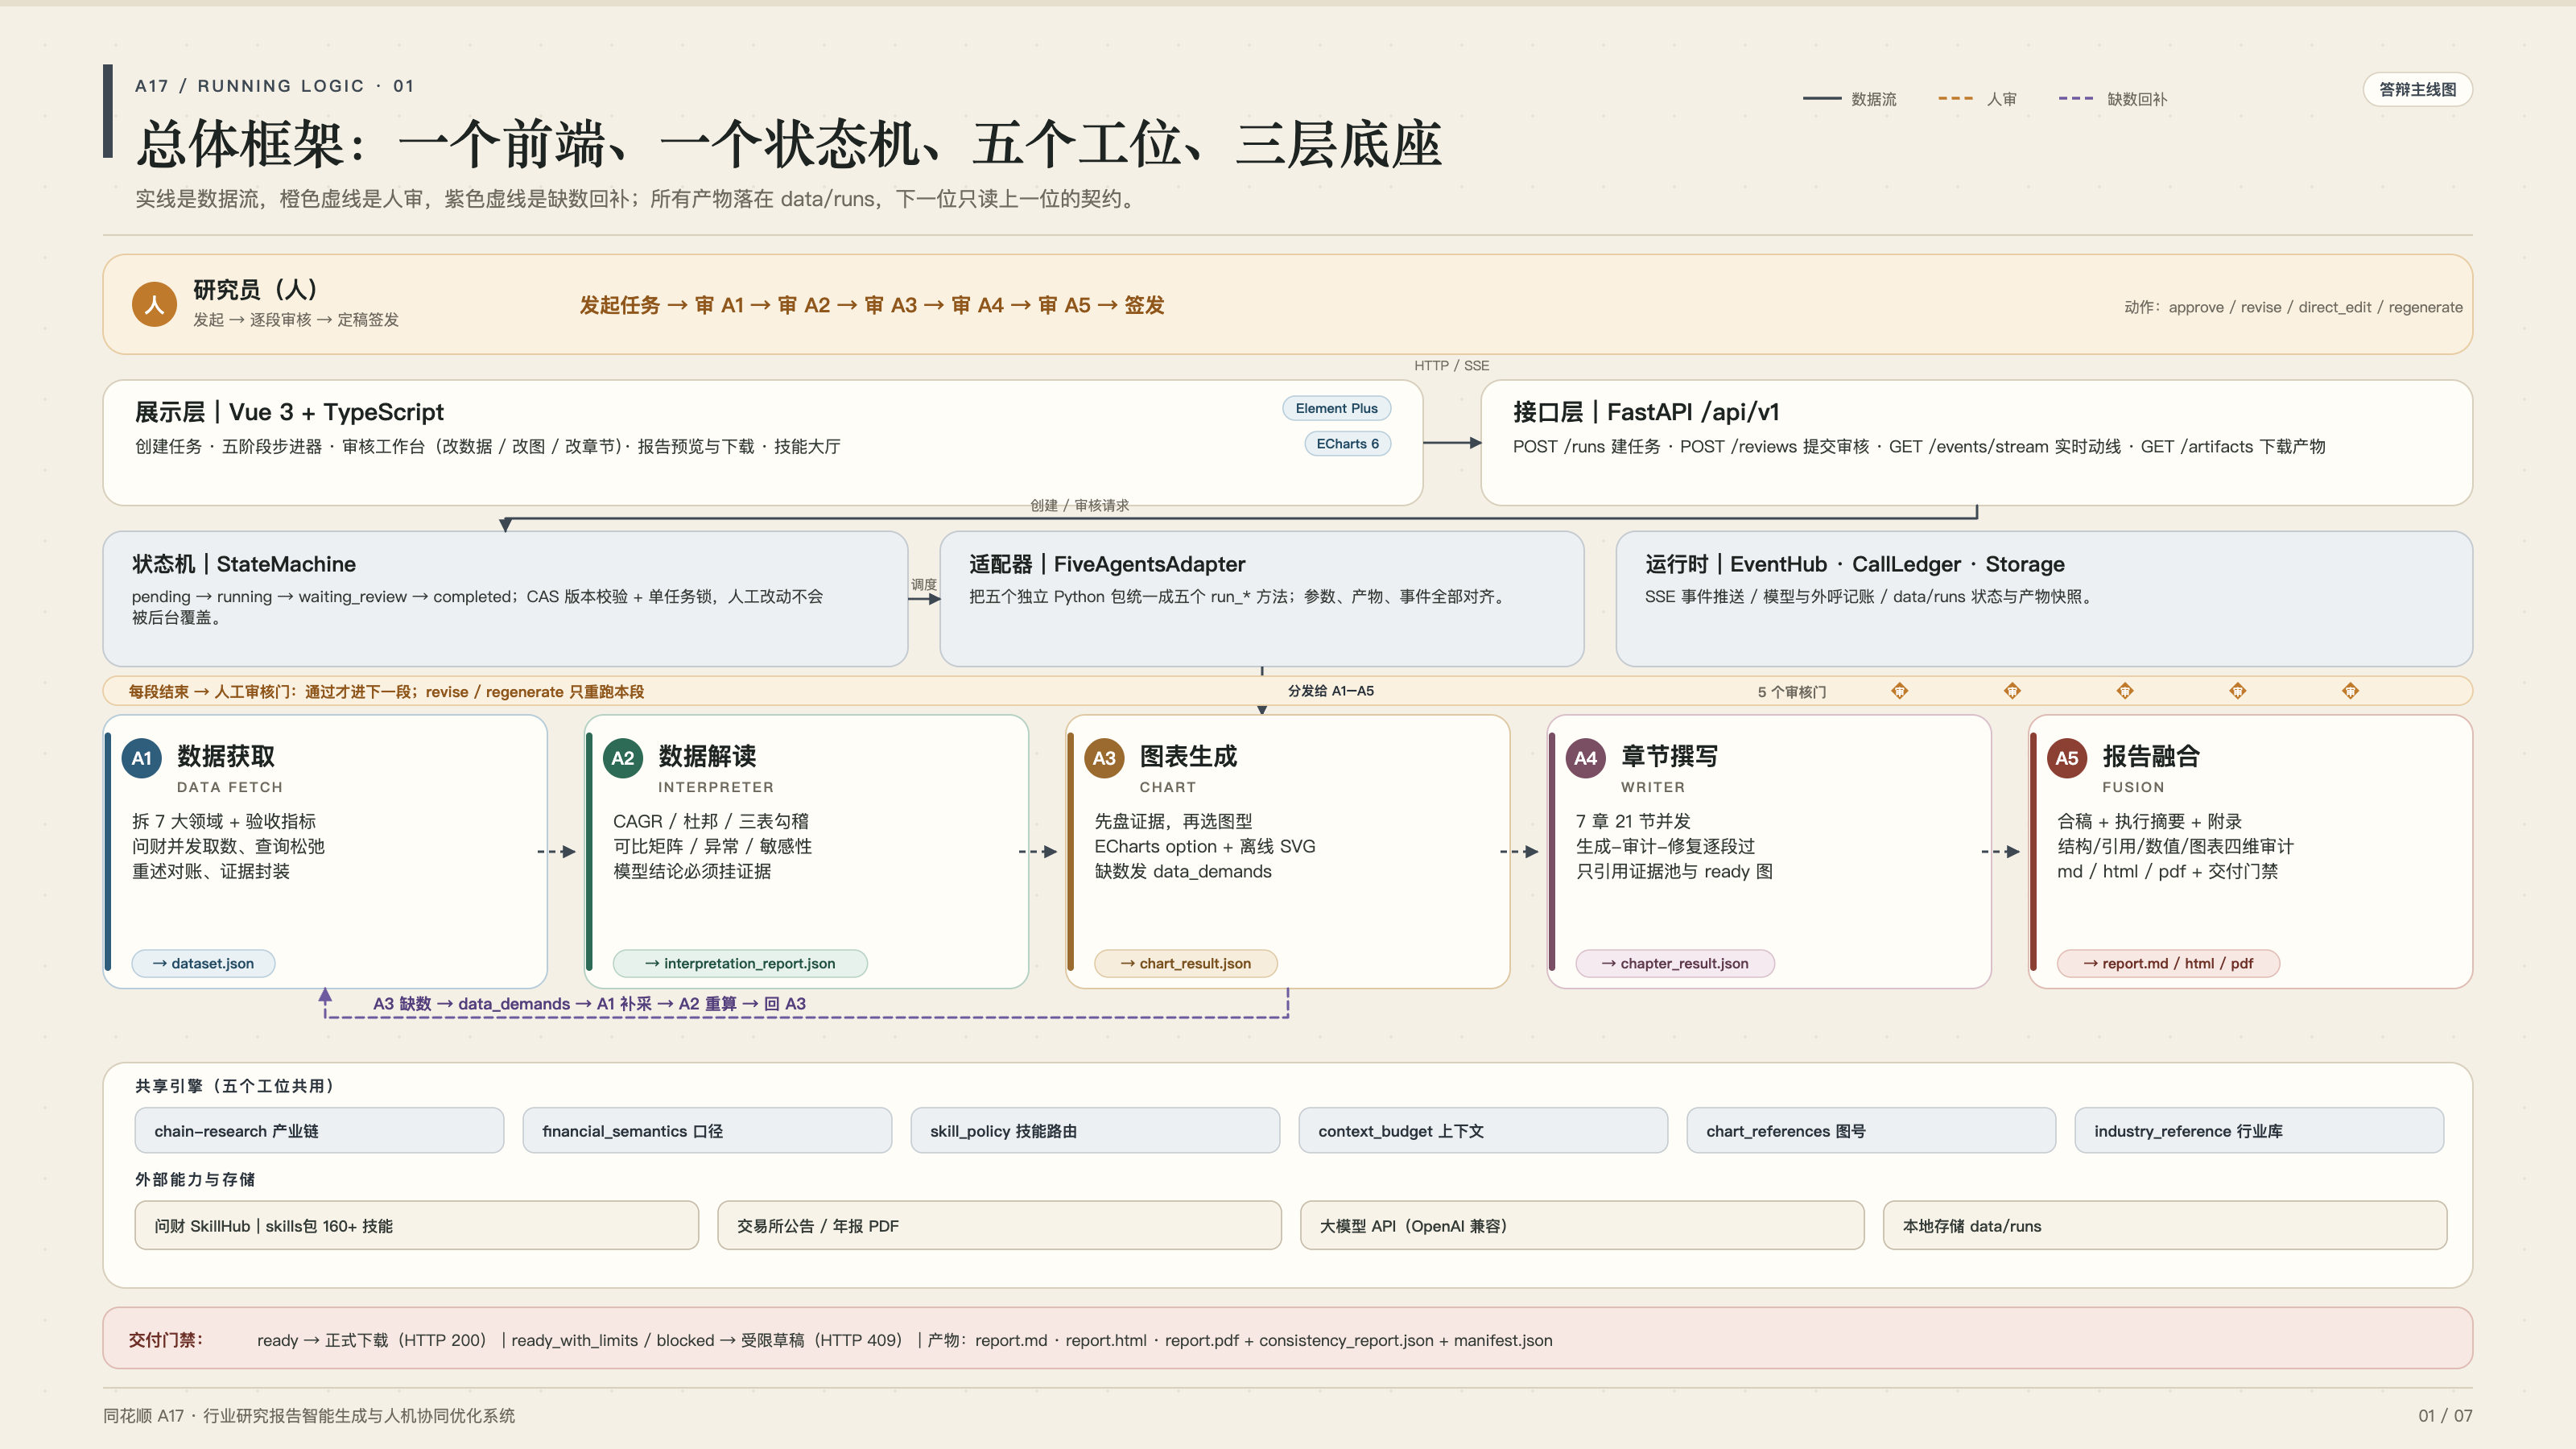 A17 / RUNNING LOGIC · 01
总体框架：一个前端、一个状态机、五个工位、三层底座
实线是数据流，橙色虚线是人审，紫色虚线是缺数回补；所有产物落在 data/runs，下一位只读上一位的契约。
数据流
人审
缺数回补
答辩主线图
人
研究员（人）
发起 → 逐段审核 → 定稿签发
发起任务 → 审 A1 → 审 A2 → 审 A3 → 审 A4 → 审 A5 → 签发
动作：approve / revise / direct_edit / regenerate
HTTP / SSE
展示层｜Vue 3 + TypeScript
创建任务 · 五阶段步进器 · 审核工作台（改数据 / 改图 / 改章节）· 报告预览与下载 · 技能大厅
Element Plus
ECharts 6
接口层｜FastAPI /api/v1
POST /runs 建任务 · POST /reviews 提交审核 · GET /events/stream 实时动线 · GET /artifacts 下载产物
创建 / 审核请求
状态机｜StateMachine
pending → running → waiting_review → completed；CAS 版本校验 + 单任务锁，人工改动不会
被后台覆盖。
调度
适配器｜FiveAgentsAdapter
把五个独立 Python 包统一成五个 run_* 方法；参数、产物、事件全部对齐。
运行时｜EventHub · CallLedger · Storage
SSE 事件推送 / 模型与外呼记账 / data/runs 状态与产物快照。
每段结束 → 人工审核门：通过才进下一段；revise / regenerate 只重跑本段
分发给 A1—A5
5 个审核门
审
审
审
审
审
A1
数据获取
DATA FETCH
拆 7 大领域 + 验收指标
问财并发取数、查询松弛
重述对账、证据封装
→ dataset.json
A2
数据解读
INTERPRETER
CAGR / 杜邦 / 三表勾稽
可比矩阵 / 异常 / 敏感性
模型结论必须挂证据
→ interpretation_report.json
A3
图表生成
CHART
先盘证据，再选图型
ECharts option + 离线 SVG
缺数发 data_demands
→ chart_result.json
A4
章节撰写
WRITER
7 章 21 节并发
生成–审计–修复逐段过
只引用证据池与 ready 图
→ chapter_result.json
A5
报告融合
FUSION
合稿 + 执行摘要 + 附录
结构/引用/数值/图表四维审计
md / html / pdf + 交付门禁
→ report.md / html / pdf
A3 缺数 → data_demands → A1 补采 → A2 重算 → 回 A3
共享引擎（五个工位共用）
chain–research 产业链
financial_semantics 口径
skill_policy 技能路由
context_budget 上下文
chart_references 图号
industry_reference 行业库
外部能力与存储
问财 SkillHub｜skills包 160+ 技能
交易所公告 / 年报 PDF
大模型 API（OpenAI 兼容）
本地存储 data/runs
交付门禁：
ready → 正式下载（HTTP 200）｜ready_with_limits / blocked → 受限草稿（HTTP 409）｜产物：report.md · report.html · report.pdf + consistency_report.json + manifest.json
同花顺 A17 · 行业研究报告智能生成与人机协同优化系统
01 / 07